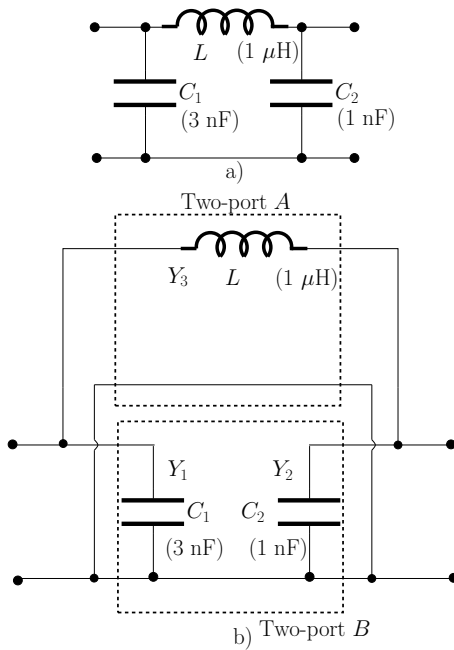 L (1 μH)
C₁ C₂
(3 nF) (1 nF)
a)
Two-port A
Y₃ L (1 μH)
Y₁ Y₂
C₁ C₂
(3 nF) (1 nF)
b) Two-port B